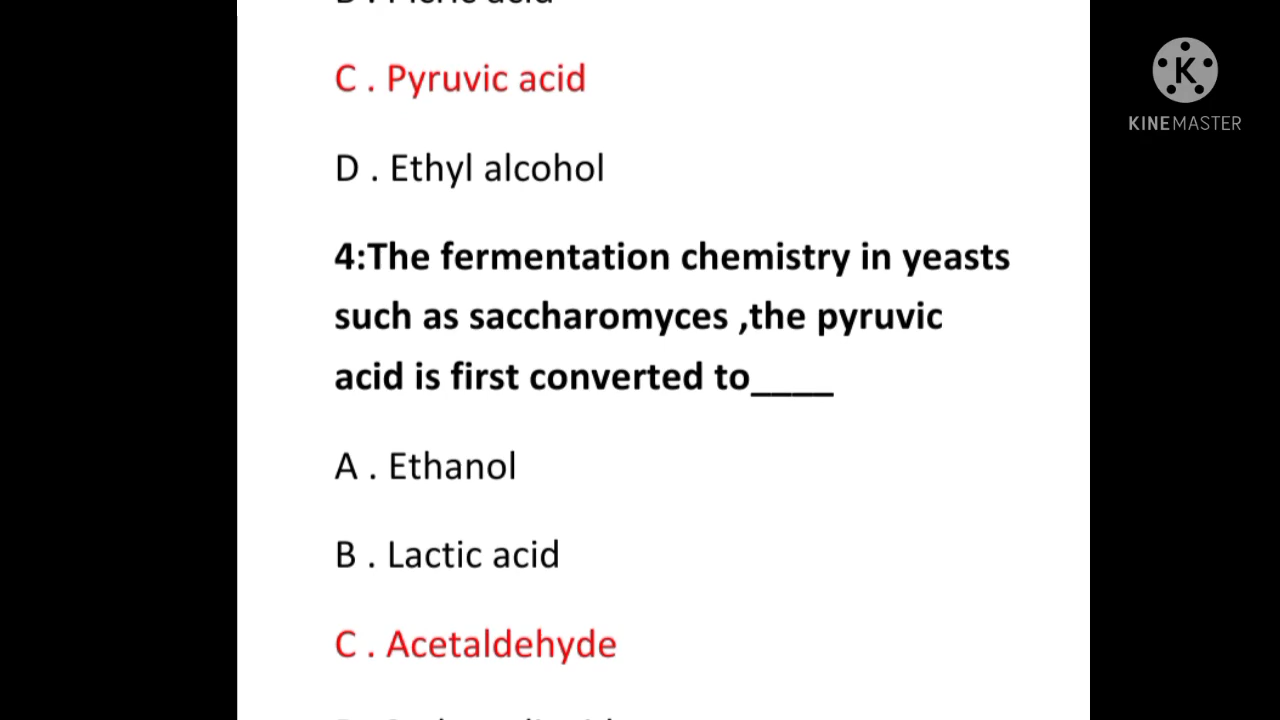 C . Pyruvic acid
D . Ethyl alcohol
4:The fermentation chemistry in yeasts
such as saccharomyces ,the pyruvic
acid is first converted to____
A . Ethanol
B . Lactic acid
C . Acetaldehyde
K
KINEMASTER